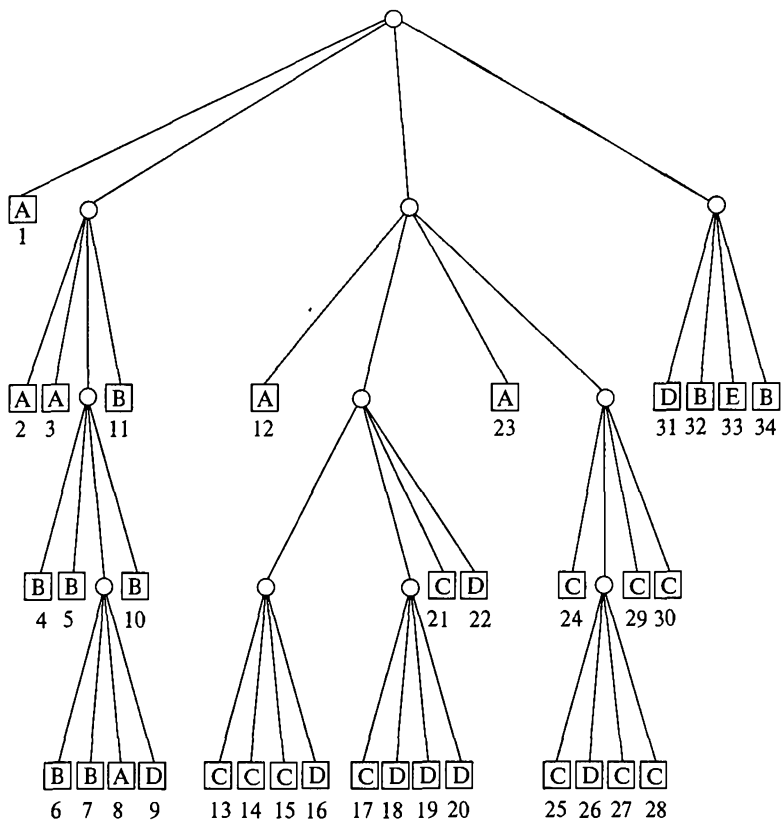 A
1
A A B
2 3 11
A
12
A
23
D B E B
31 32 33 34
B B B
4 5 10
C D
21 22
C C C
24 29 30
B B A D
6 7 8 9
C C C D
13 14 15 16
C D D D
17 18 19 20
C D C C
25 26 27 28